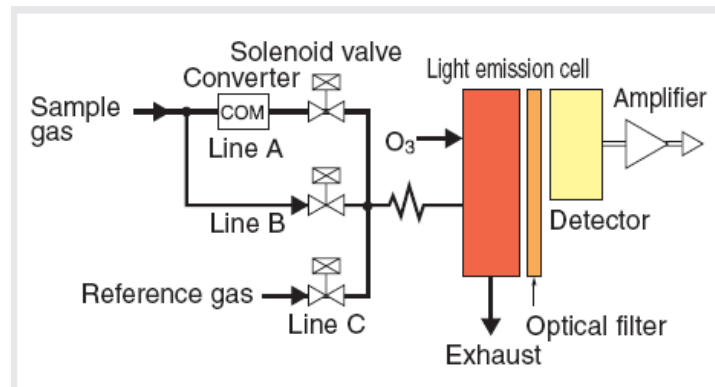 Solenoid valve
Converter
Light emission cell
Sample
gas
COM
Amplifier
O₃
Line A
Line B
Detector
Reference gas
Line C
Optical filter
Exhaust